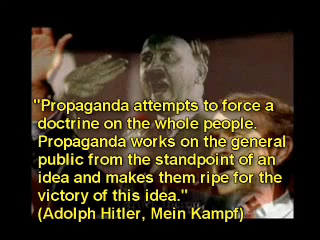 "Propaganda attempts to force a
doctrine on the whole people.
Propaganda works on the general
public from the standpoint of an
idea and makes them ripe for the
victory of this idea."
(Adolph Hitler, Mein Kampf)